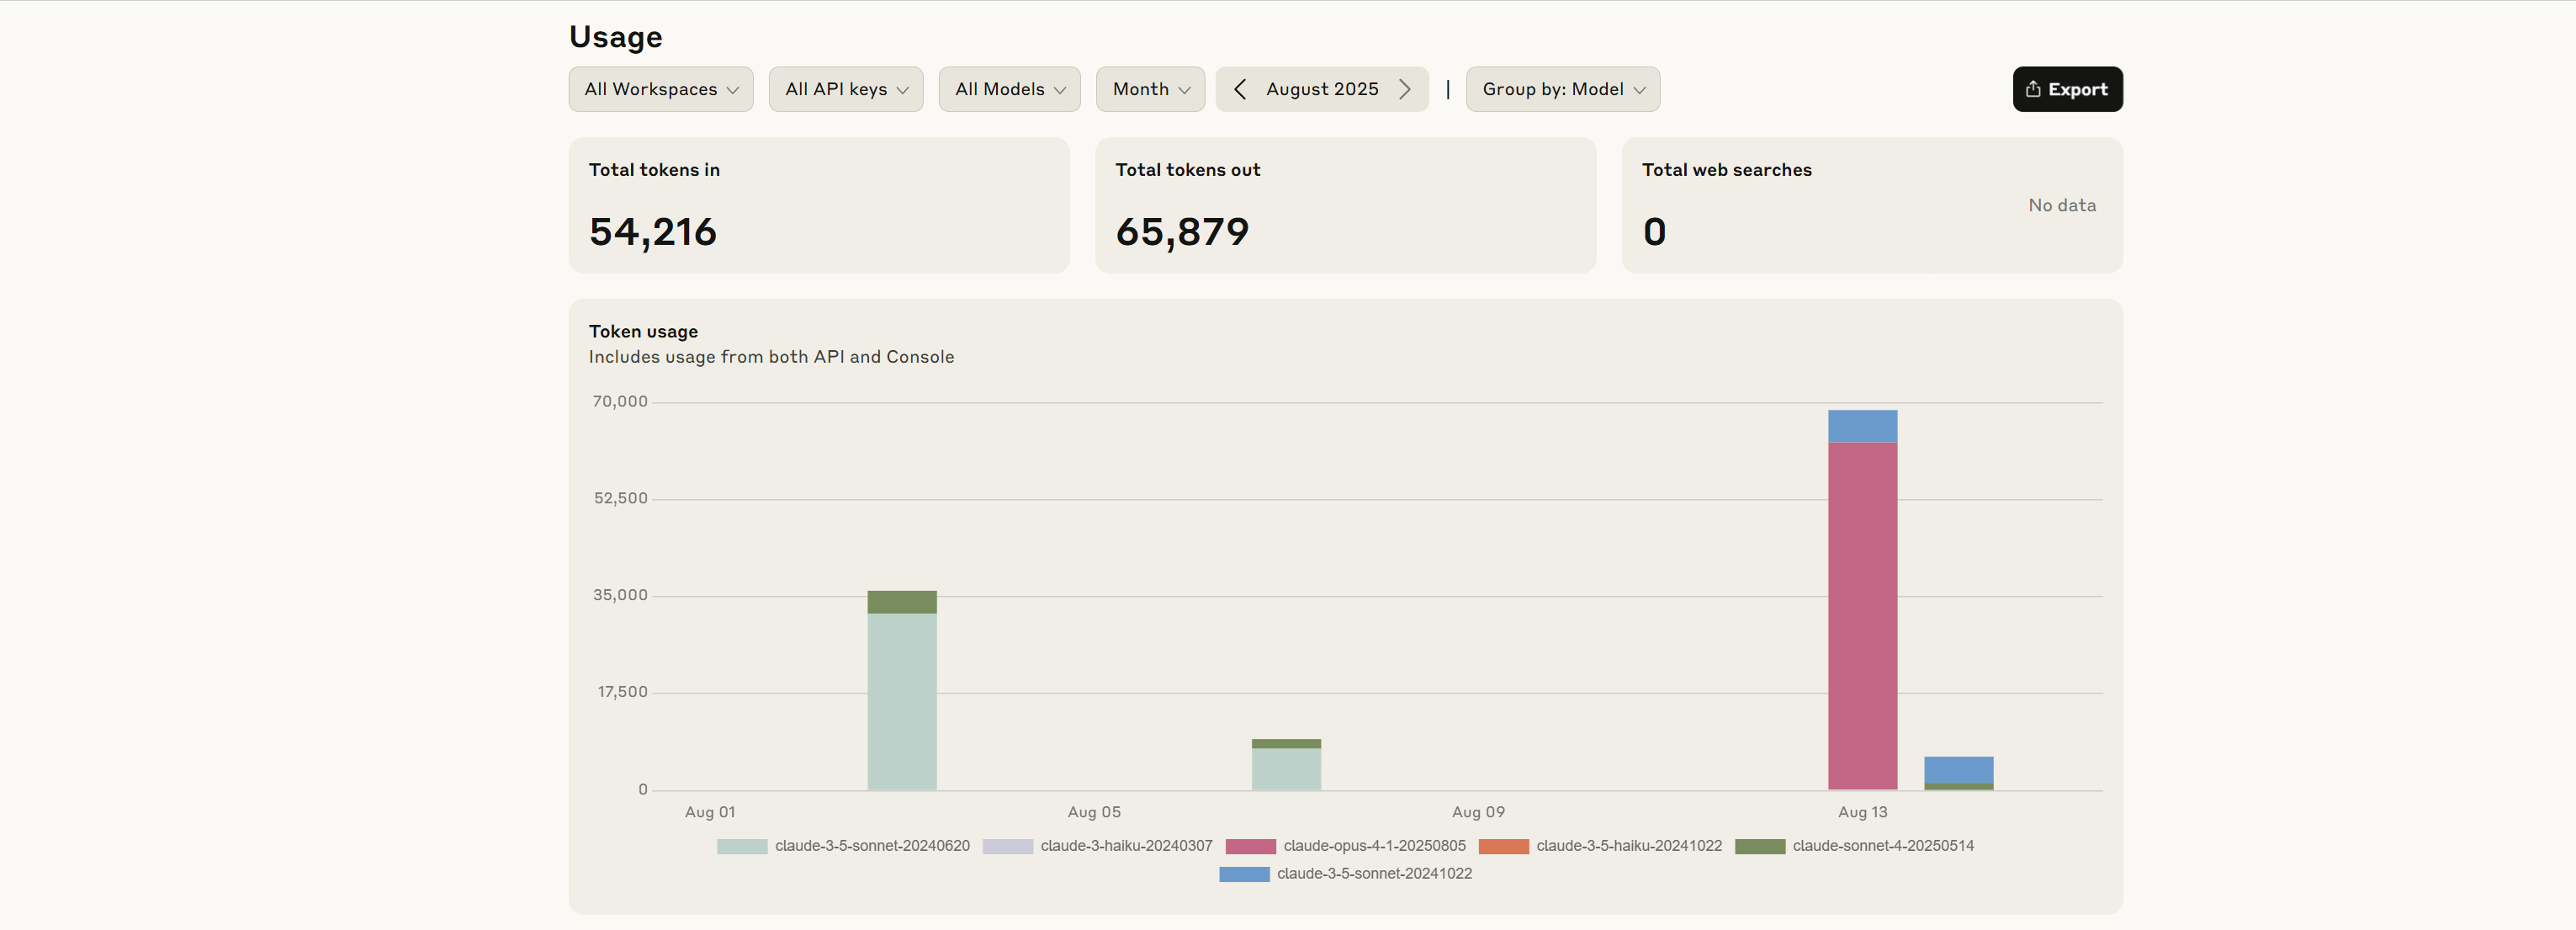 Usage
All Workspaces All API keys All Models Month August 2025 | Group by: Model Export
Total tokens in
54,216
Total tokens out
65,879
Total web searches
0
No data
Token usage
Includes usage from both API and Console
70,000
52,500
35,000
17,500
0
Aug 01 Aug 05 Aug 09 Aug 13
claude-3-5-sonnet-20240620 claude-3-haiku-20240307 claude-opus-4-1-20250805 claude-3-5-haiku-20241022 claude-sonnet-4-20250514
claude-3-5-sonnet-20241022